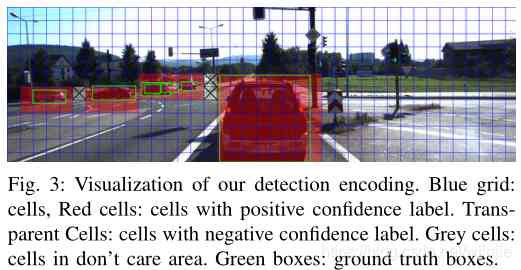 Fig. 3: Visualization of our detection encoding. Blue grid:
cells, Red cells: cells with positive confidence label. Trans-
parent Cells: cells with negative confidence label. Grey cells:
cells in don't care area. Green boxes: ground truth boxes.